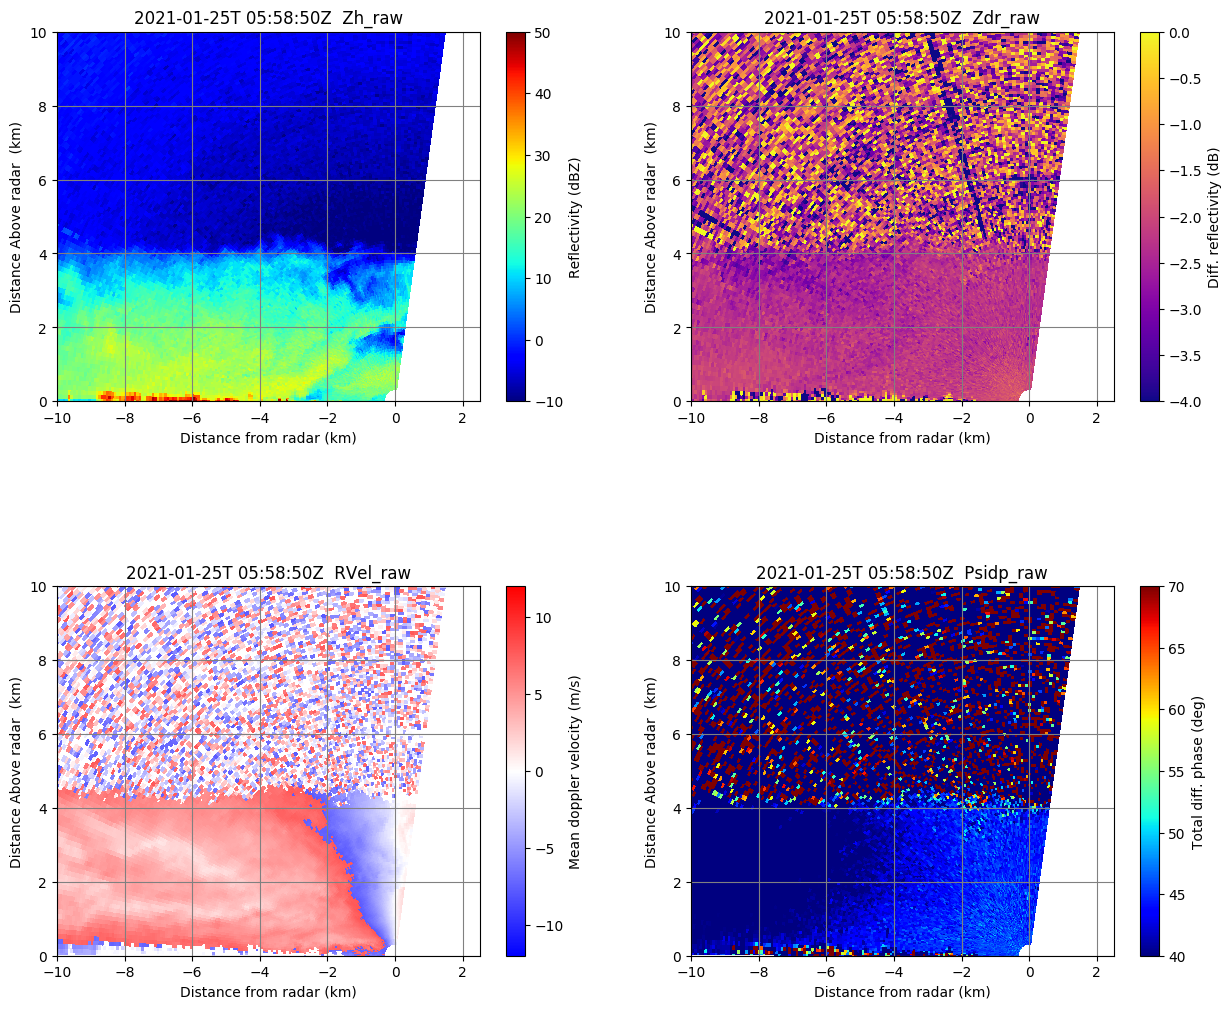 2021-01-25T 05:58:50Z  Zh_raw
10
8
6
4
2
0
Distance Above radar  (km)
−10 −8 −6 −4 −2 0 2
Distance from radar (km)
50
40
30
20
10
0
−10
Reflectivity (dBZ)
2021-01-25T 05:58:50Z  Zdr_raw
10
8
6
4
2
0
Distance Above radar  (km)
−10 −8 −6 −4 −2 0 2
Distance from radar (km)
0.0
−0.5
−1.0
−1.5
−2.0
−2.5
−3.0
−3.5
−4.0
Diff. reflectivity (dB)
2021-01-25T 05:58:50Z  RVel_raw
10
8
6
4
2
0
Distance Above radar  (km)
−10 −8 −6 −4 −2 0 2
Distance from radar (km)
10
5
0
−5
−10
Mean doppler velocity (m/s)
2021-01-25T 05:58:50Z  Psidp_raw
10
8
6
4
2
0
Distance Above radar  (km)
−10 −8 −6 −4 −2 0 2
Distance from radar (km)
70
65
60
55
50
45
40
Total diff. phase (deg)